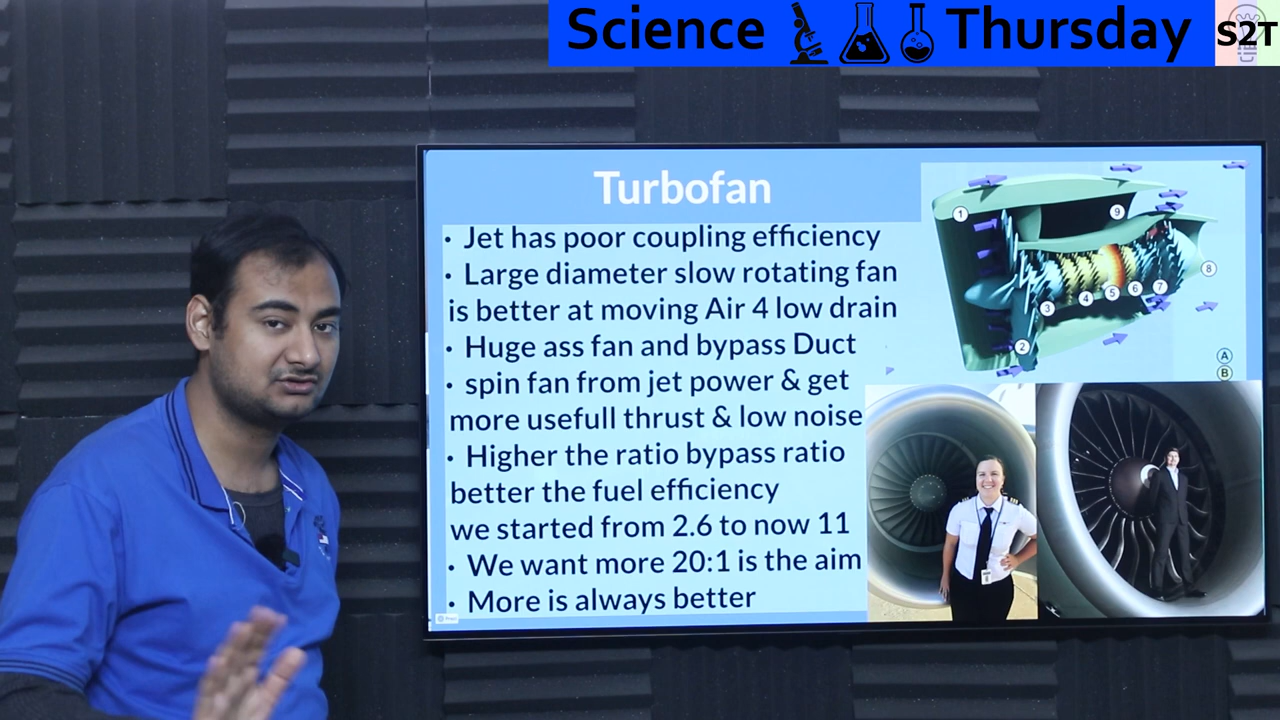 Science Thursday
S2T
Turbofan
• Jet has poor coupling efficiency
• Large diameter slow rotating fan
is better at moving Air 4 low drain
• Huge ass fan and bypass Duct
• spin fan from jet power & get
more usefull thrust & low noise
• Higher the ratio bypass ratio
better the fuel efficiency
we started from 2.6 to now 11
• We want more 20:1 is the aim
• More is always better
1
9
8
3
4
5
6
7
2
A
B